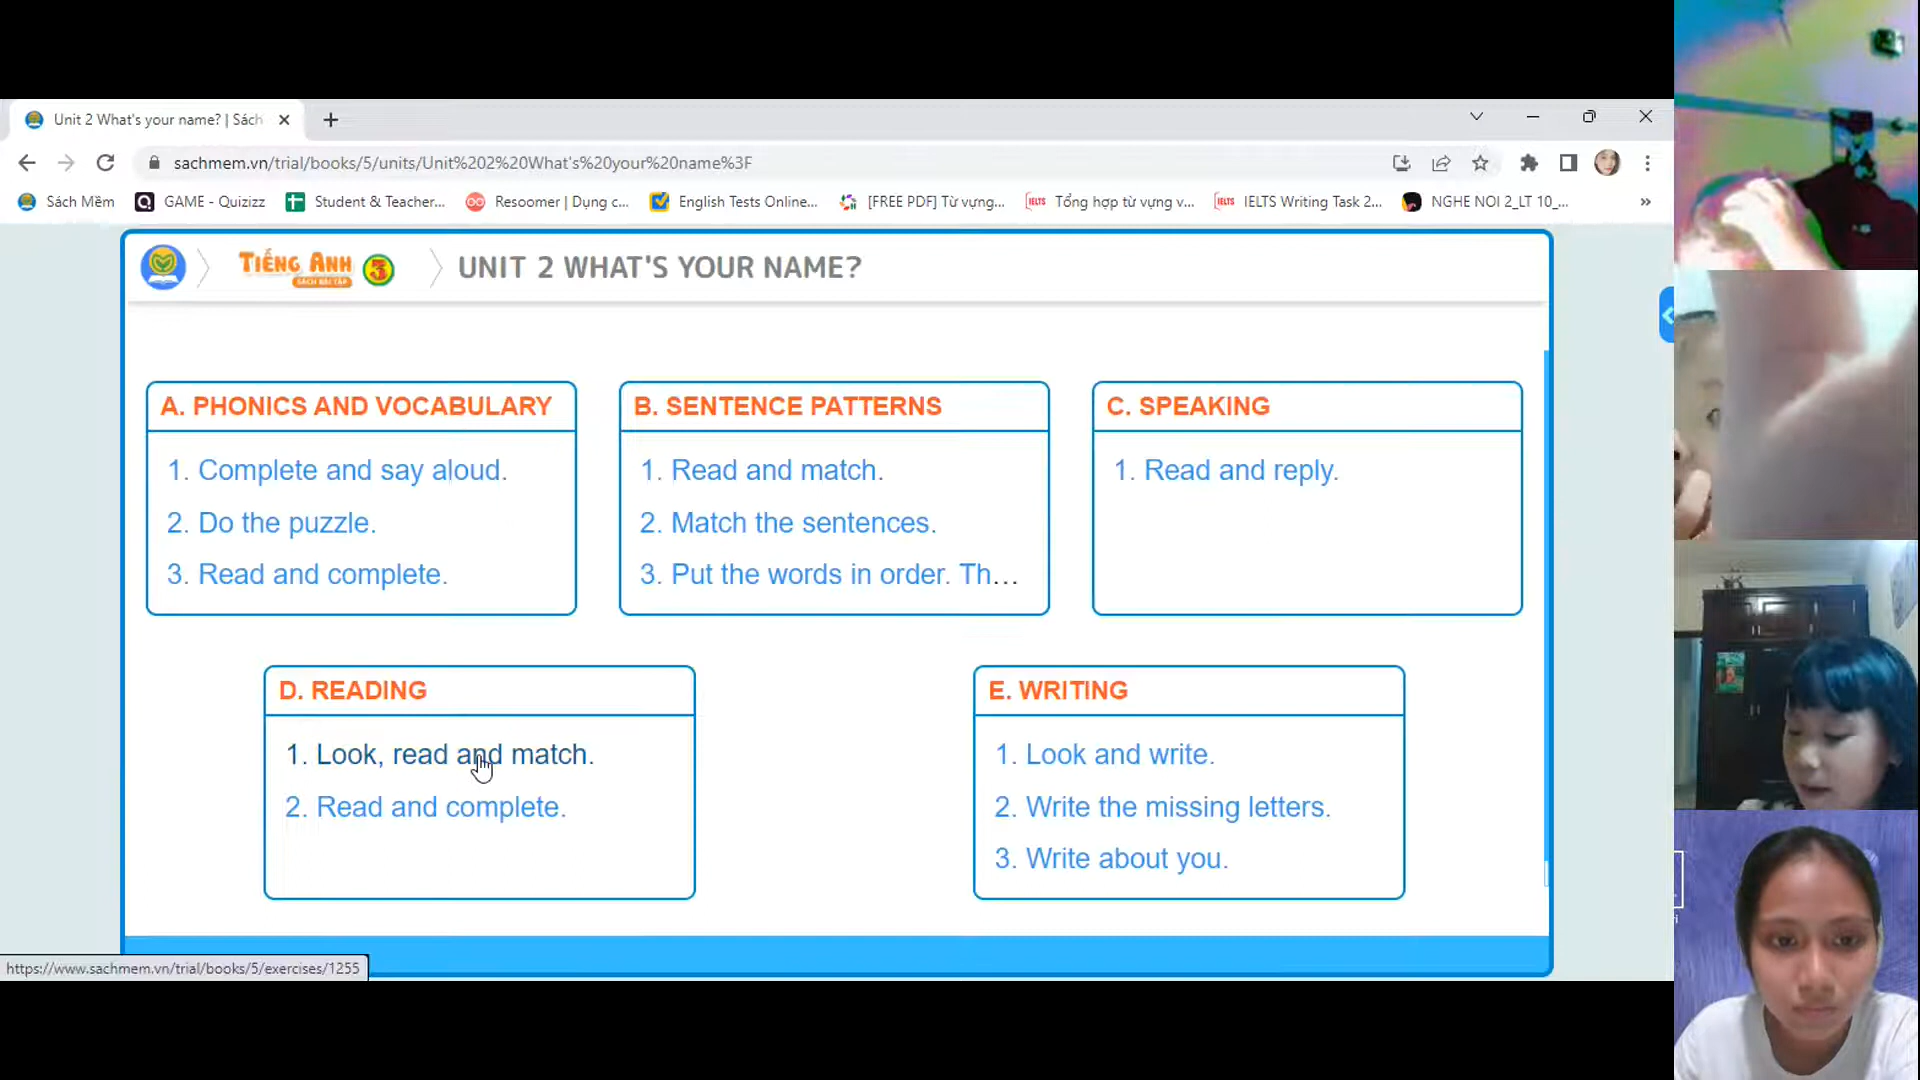 Unit 2 What's your name? | Sách
sachmem.vn/trial/books/5/units/Unit%202%20What's%20your%20name%3F
Sách Mềm
GAME - Quizizz
Student & Teacher...
Resoomer | Dụng c...
English Tests Online...
[FREE PDF] Từ vựng...
IELTS
Tổng hợp từ vựng v...
IELTS
IELTS Writing Task 2...
NGHE NOI 2_LT 10_...
»
TIẾNG ANH 3
SÁCH BÀI TẬP
UNIT 2 WHAT'S YOUR NAME?
A. PHONICS AND VOCABULARY
1. Complete and say aloud.
2. Do the puzzle.
3. Read and complete.
B. SENTENCE PATTERNS
1. Read and match.
2. Match the sentences.
3. Put the words in order. Th...
C. SPEAKING
1. Read and reply.
D. READING
1. Look, read and match.
2. Read and complete.
E. WRITING
1. Look and write.
2. Write the missing letters.
3. Write about you.
https://www.sachmem.vn/trial/books/5/exercises/1255